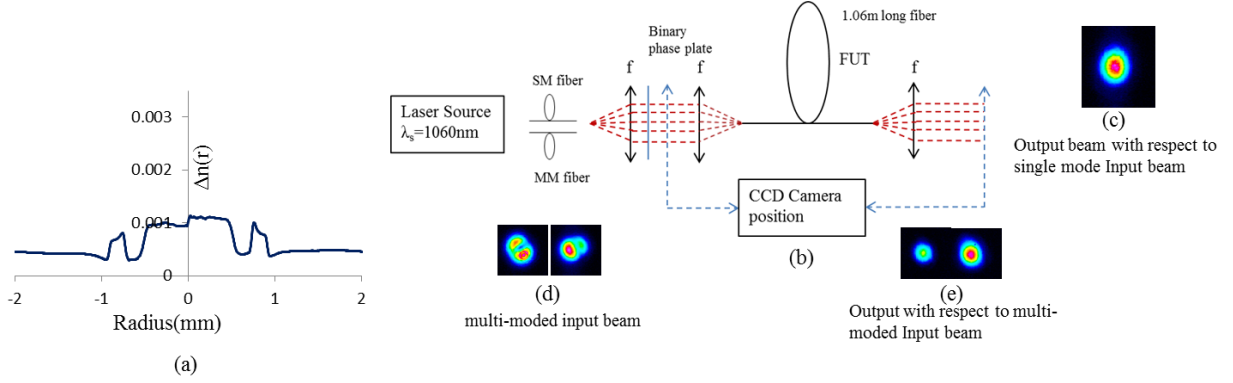 0.003
0.002
0.001
0
Δn(r)
-2
-1
0
1
2
Radius(mm)
(a)
Laser Source
λs=1060nm
SM fiber
MM fiber
f
Binary
phase plate
f
1.06m long fiber
FUT
f
CCD Camera
position
(b)
(c)
Output beam with respect to
single mode Input beam
(d)
multi-moded input beam
(e)
Output with respect to multi-
moded Input beam